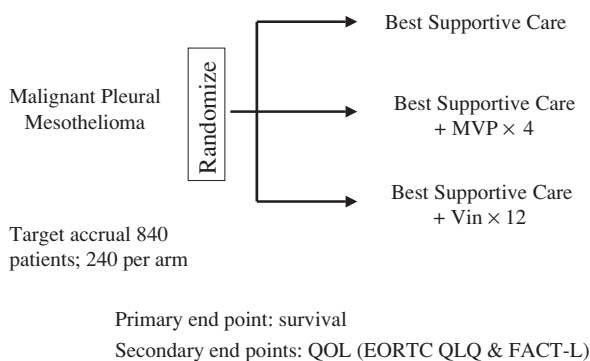 Best Supportive Care
Malignant Pleural
Mesothelioma
Randomize
Best Supportive Care
+ MVP × 4
Best Supportive Care
+ Vin × 12
Target accrual 840
patients; 240 per arm
Primary end point: survival
Secondary end points: QOL (EORTC QLQ & FACT-L)